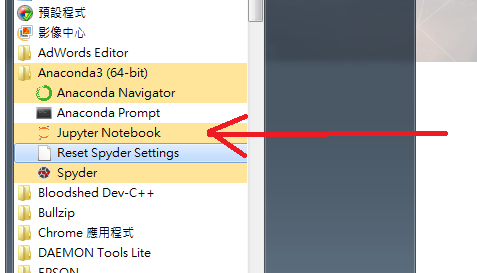 預設程式
影像中心
AdWords Editor
Anaconda3 (64-bit)
Anaconda Navigator
Anaconda Prompt
Jupyter Notebook
Reset Spyder Settings
Spyder
Bloodshed Dev-C++
Bullzip
Chrome 應用程式
DAEMON Tools Lite
EPSON